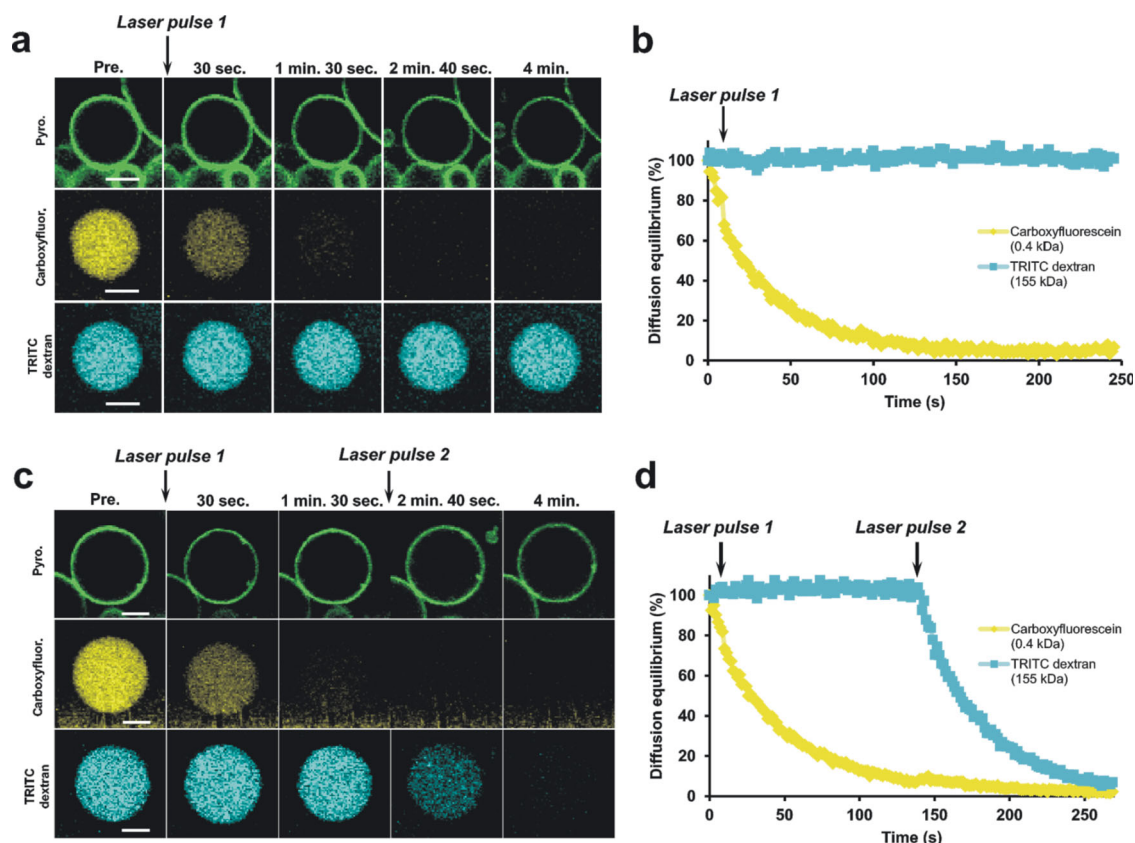 a
Laser pulse 1
Pre.
30 sec.
1 min. 30 sec.
2 min. 40 sec.
4 min.
Pyro.
Carboxyfluor.
TRITC
dextran
b
Laser pulse 1
100
80
60
40
20
0
Diffusion equilibrium (%)
Carboxyfluorescein
(0.4 kDa)
TRITC dextran
(155 kDa)
0
50
100
150
200
250
Time (s)
c
Laser pulse 1
Laser pulse 2
Pre.
30 sec.
1 min. 30 sec.
2 min. 40 sec.
4 min.
Pyro.
Carboxyfluor.
TRITC
dextran
d
Laser pulse 1
Laser pulse 2
100
80
60
40
20
0
Diffusion equilibrium (%)
Carboxyfluorescein
(0.4 kDa)
TRITC dextran
(155 kDa)
0
50
100
150
200
250
Time (s)